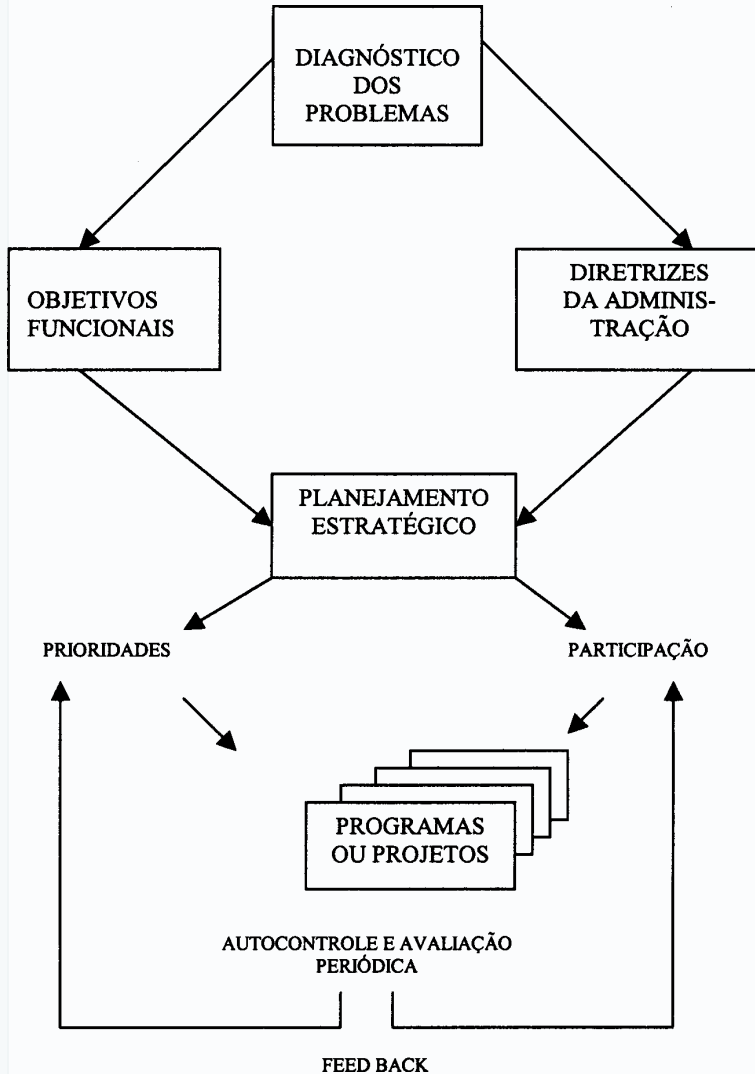 DIAGNÓSTICO
DOS
PROBLEMAS
OBJETIVOS
FUNCIONAIS
DIRETRIZES
DA ADMINIS-
TRAÇÃO
PLANEJAMENTO
ESTRATÉGICO
PRIORIDADES
PARTICIPAÇÃO
PROGRAMAS
OU PROJETOS
AUTOCONTROLE E AVALIAÇÃO
PERIÓDICA
FEED BACK